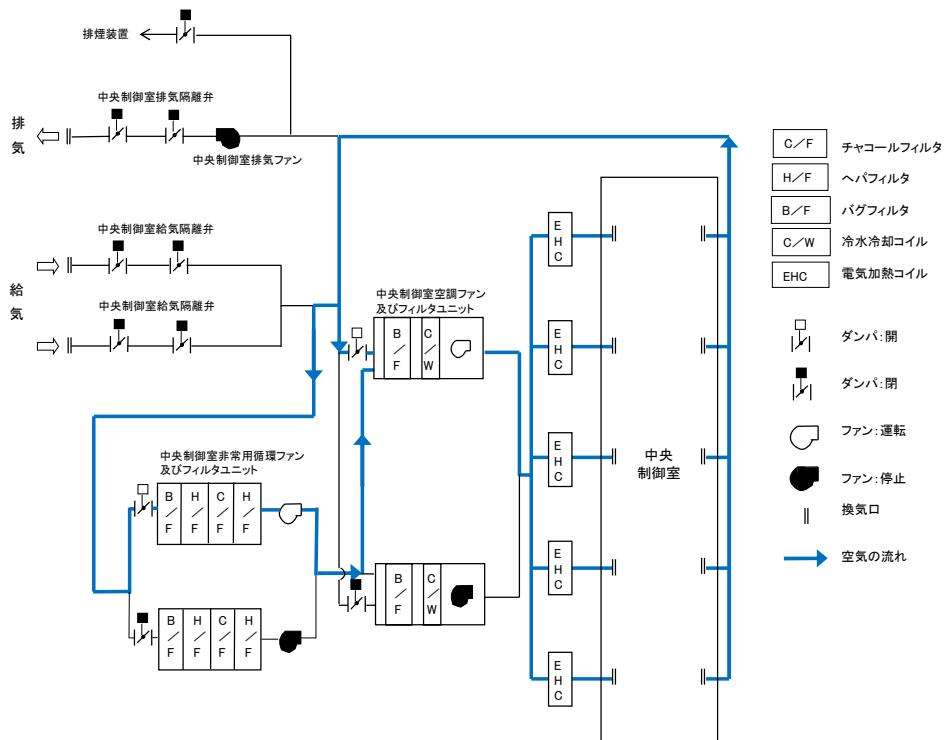 排煙装置
中央制御室排気隔離弁
排
気
中央制御室排気ファン
中央制御室給気隔離弁
給
気
中央制御室給気隔離弁
中央制御室空調ファン
及びフィルタユニット
B/F
C/W
中央制御室非常用循環ファン
及びフィルタユニット
B/F
H/F
C/F
H/F
B/F
C/W
B/F
H/F
C/F
H/F
EHC
EHC
EHC
EHC
EHC
中央
制御室
C/F
チャコールフィルタ
H/F
ヘパフィルタ
B/F
バグフィルタ
C/W
冷水冷却コイル
EHC
電気加熱コイル
ダンパ:開
ダンパ:閉
ファン:運転
ファン:停止
換気口
空気の流れ